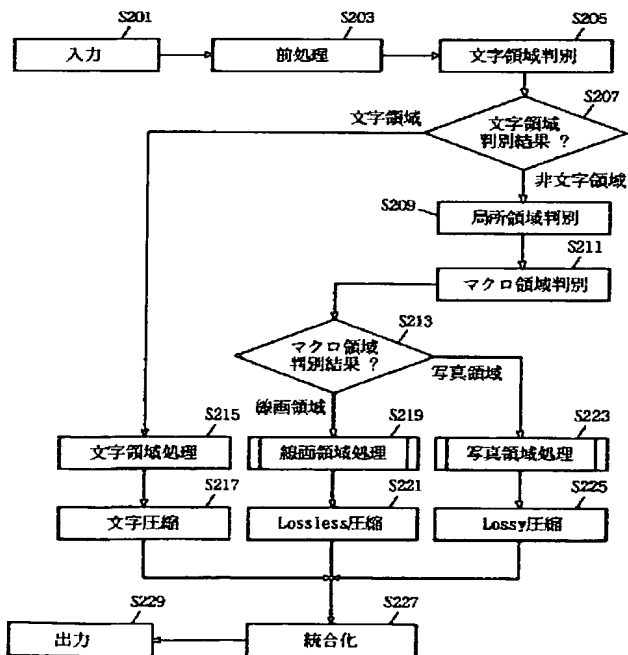 S201
入力
S203
前処理
S205
文字領域判別
S207
文字領域
判別結果 ?
文字領域
非文字領域
S209
局所領域判別
S211
マクロ領域判別
S213
マクロ領域
判別結果 ?
線画領域
写真領域
S215
文字領域処理
S219
線画領域処理
S223
写真領域処理
S217
文字圧縮
S221
Lossless圧縮
S225
Lossy圧縮
S229
出力
S227
統合化